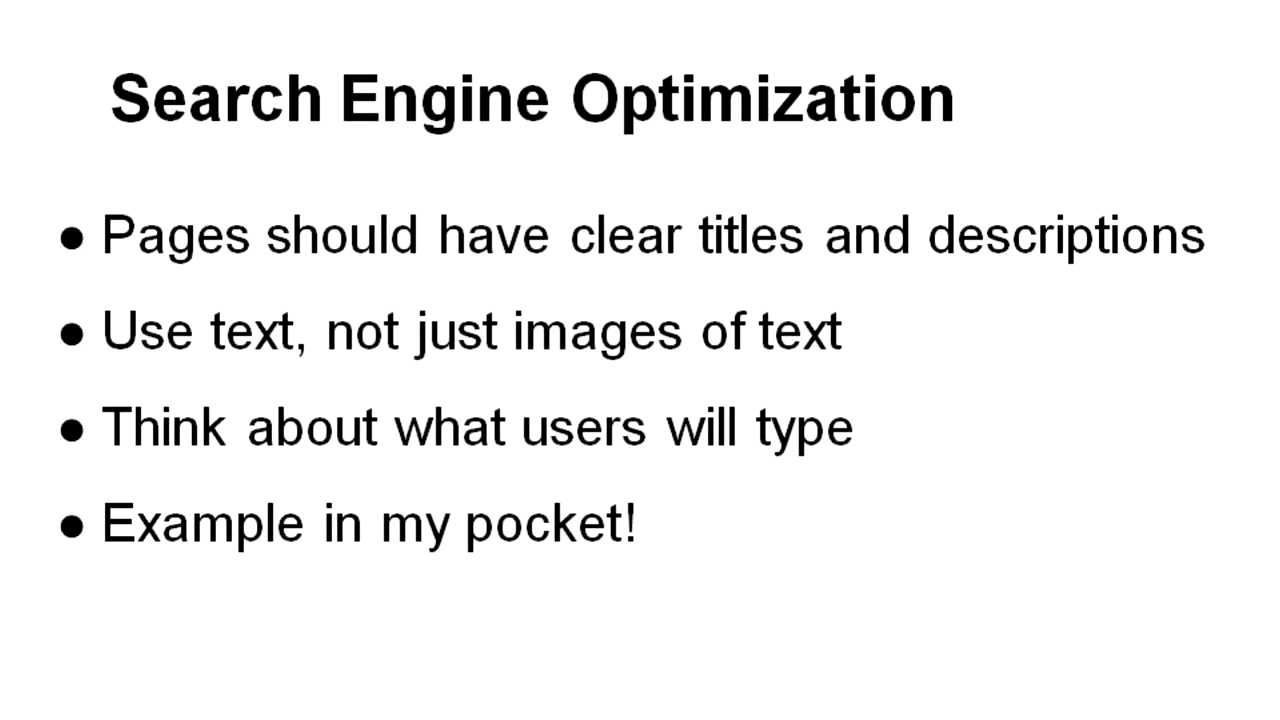 Search Engine Optimization
● Pages should have clear titles and descriptions
● Use text, not just images of text
● Think about what users will type
● Example in my pocket!